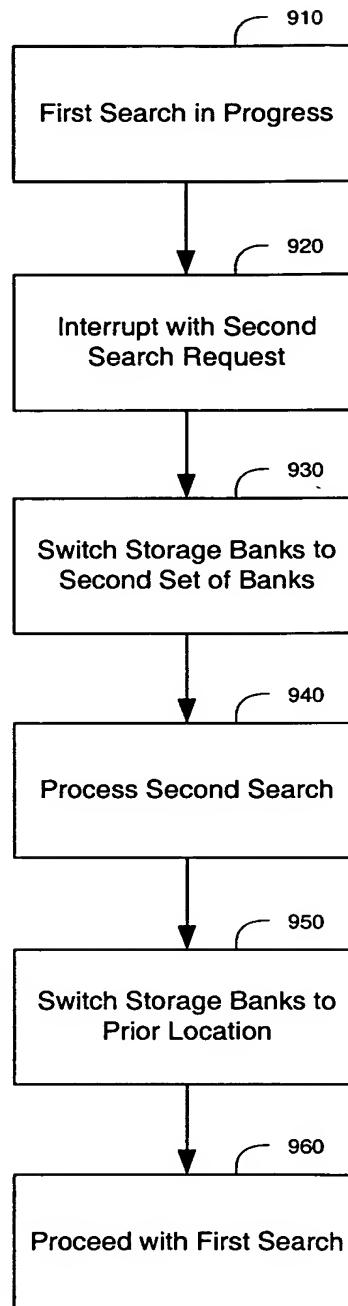 910
First Search in Progress
920
Interrupt with Second
Search Request
930
Switch Storage Banks to
Second Set of Banks
940
Process Second Search
950
Switch Storage Banks to
Prior Location
960
Proceed with First Search